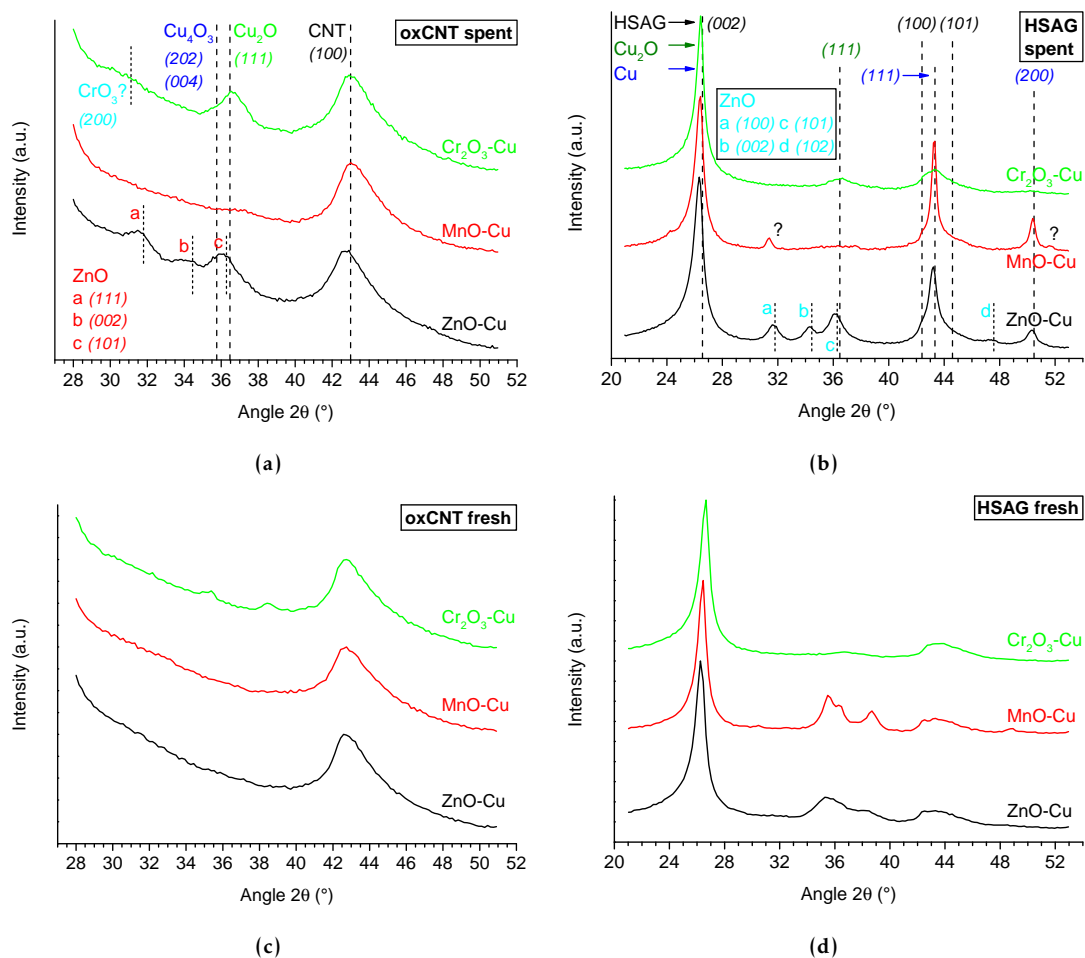 Cu4O3
(202)
(004)
Cu2O
(111)
CNT
(100)
oxCNT spent
CrO3?
(200)
Cr2O3-Cu
MnO-Cu
a
b
c
ZnO
a (111)
b (002)
c (101)
ZnO-Cu
Intensity (a.u.)
28 30 32 34 36 38 40 42 44 46 48 50 52
Angle 2θ (°)
(a)
HSAG
(002)
(100)
(101)
HSAG
spent
Cu2O
(111)
Cu
(111)
(200)
ZnO
a (100) c (101)
b (002) d (102)
Cr2O3-Cu
?
?
MnO-Cu
a
b
c
d
ZnO-Cu
Intensity (a.u.)
20 24 28 32 36 40 44 48 52
Angle 2θ (°)
(b)
oxCNT fresh
Cr2O3-Cu
MnO-Cu
ZnO-Cu
Intensity (a.u.)
28 30 32 34 36 38 40 42 44 46 48 50 52
Angle 2θ (°)
(c)
HSAG fresh
Cr2O3-Cu
MnO-Cu
ZnO-Cu
Intensity (a.u.)
20 24 28 32 36 40 44 48 52
Angle 2θ (°)
(d)